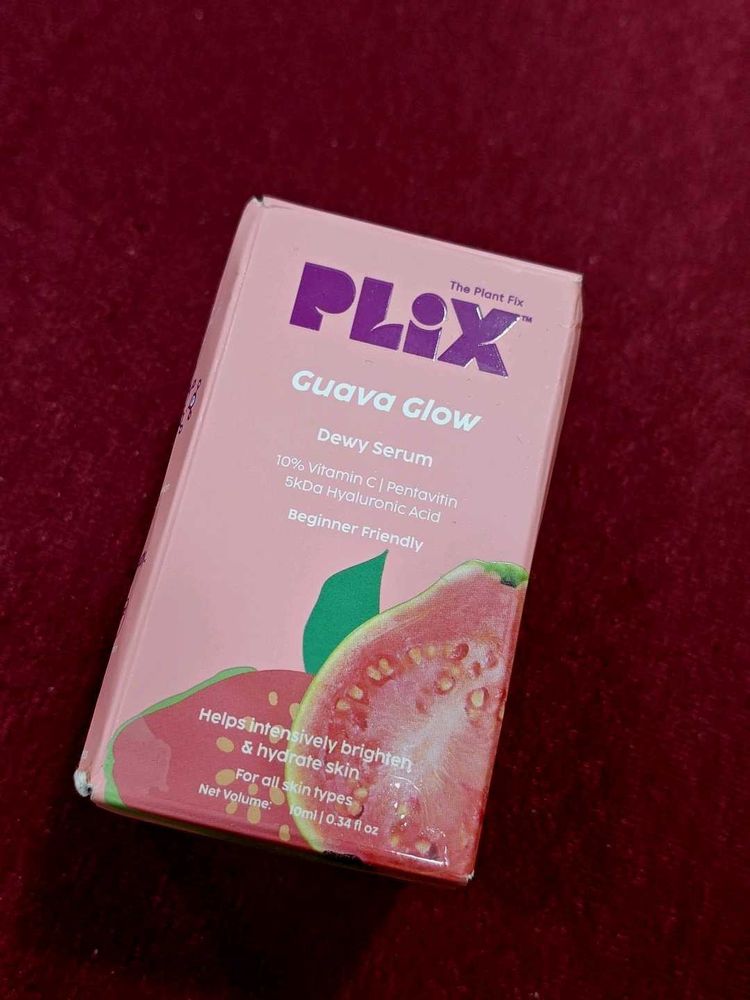 The Plant Fix
PLiX™
Guava Glow
Dewy Serum
10% Vitamin C | Pentavitin
5kDa Hyaluronic Acid
Beginner Friendly
Helps intensively brighten
& hydrate skin
For all skin types
Net Volume: 10ml | 0.34 fl oz